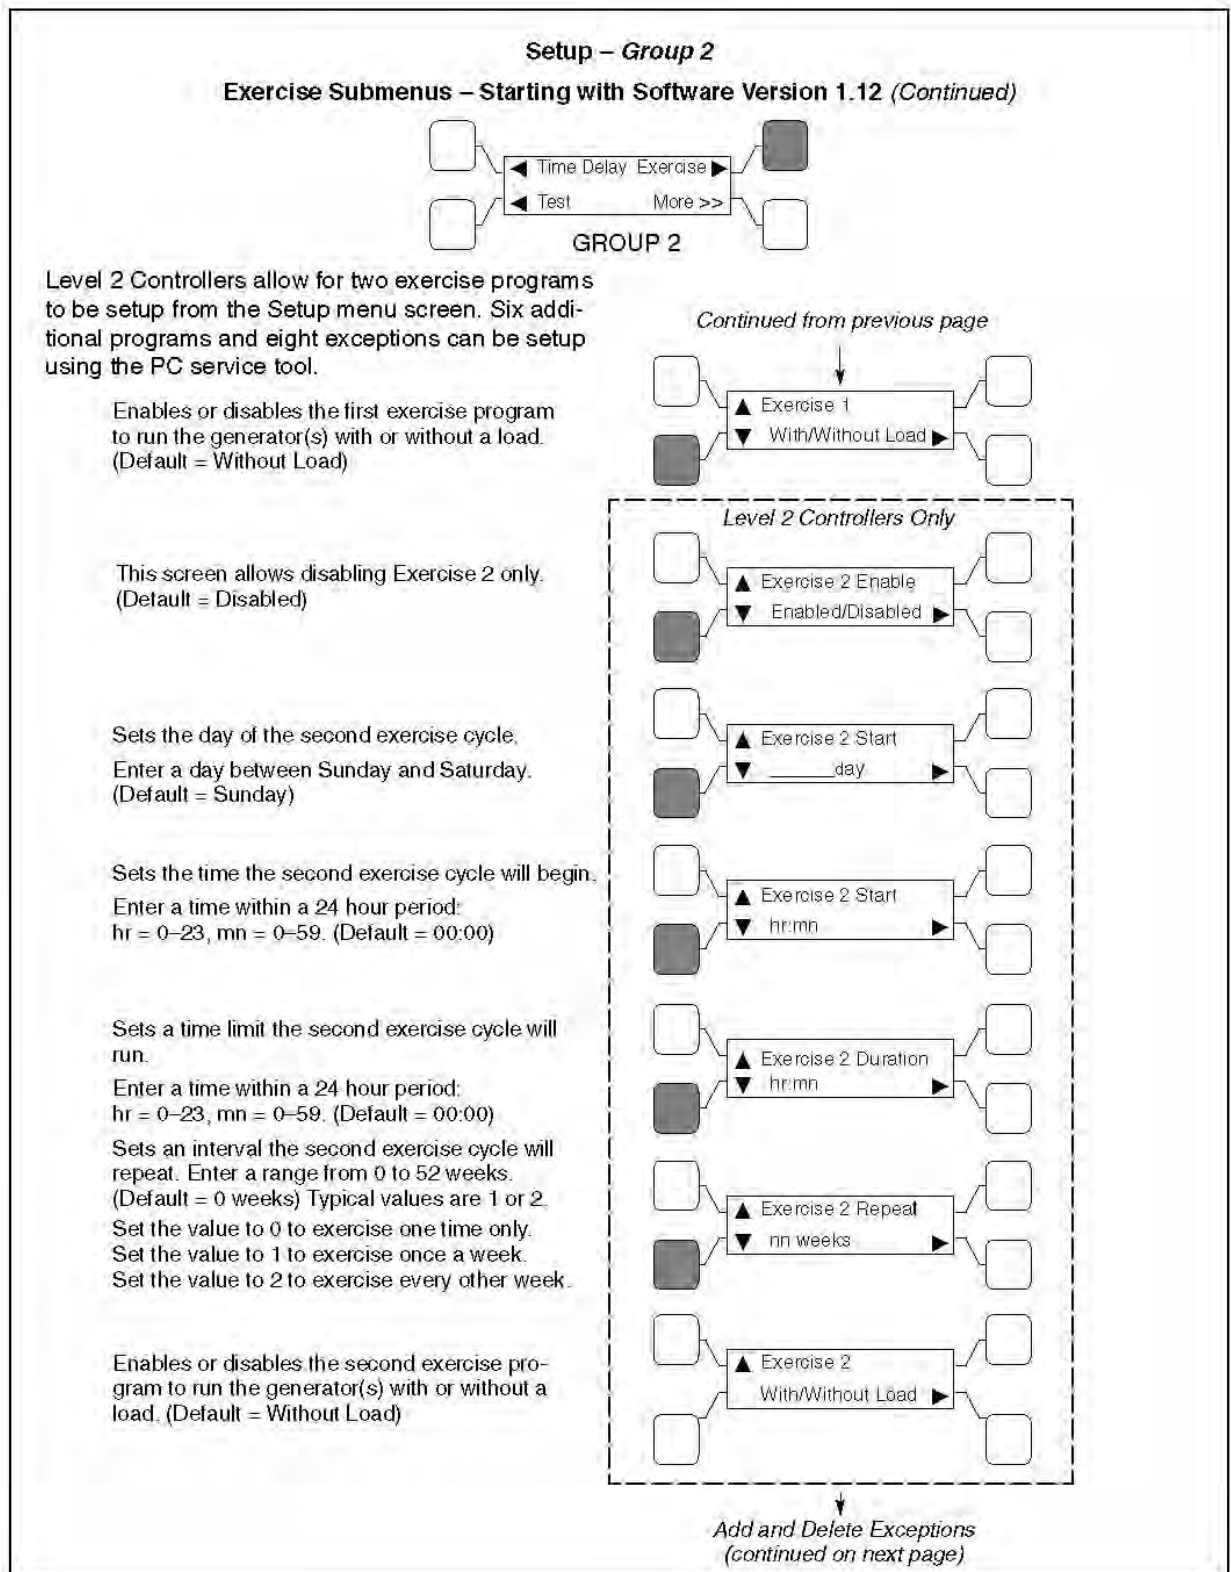 Setup – Group 2
Exercise Submenus – Starting with Software Version 1.12 (Continued)
◀ Time Delay Exercise ▶
◀ Test More >>
GROUP 2
Level 2 Controllers allow for two exercise programs
to be setup from the Setup menu screen. Six addi-
tional programs and eight exceptions can be setup
using the PC service tool.
Continued from previous page
Enables or disables the first exercise program
to run the generator(s) with or without a load.
(Default = Without Load)
▲ Exercise 1
▼ With/Without Load ▶
Level 2 Controllers Only
This screen allows disabling Exercise 2 only.
(Default = Disabled)
▲ Exercise 2 Enable
▼ Enabled/Disabled ▶
Sets the day of the second exercise cycle.
Enter a day between Sunday and Saturday.
(Default = Sunday)
▲ Exercise 2 Start
▼ ______day ▶
Sets the time the second exercise cycle will begin.
Enter a time within a 24 hour period:
hr = 0–23, mn = 0–59. (Default = 00:00)
▲ Exercise 2 Start
▼ hr:mn ▶
Sets a time limit the second exercise cycle will
run.
Enter a time within a 24 hour period:
hr = 0–23, mn = 0–59. (Default = 00:00)
▲ Exercise 2 Duration
▼ hr:mn ▶
Sets an interval the second exercise cycle will
repeat. Enter a range from 0 to 52 weeks.
(Default = 0 weeks) Typical values are 1 or 2.
Set the value to 0 to exercise one time only.
Set the value to 1 to exercise once a week.
Set the value to 2 to exercise every other week.
▲ Exercise 2 Repeat
▼ nn weeks ▶
Enables or disables the second exercise pro-
gram to run the generator(s) with or without a
load. (Default = Without Load)
▲ Exercise 2
With/Without Load ▶
Add and Delete Exceptions
(continued on next page)